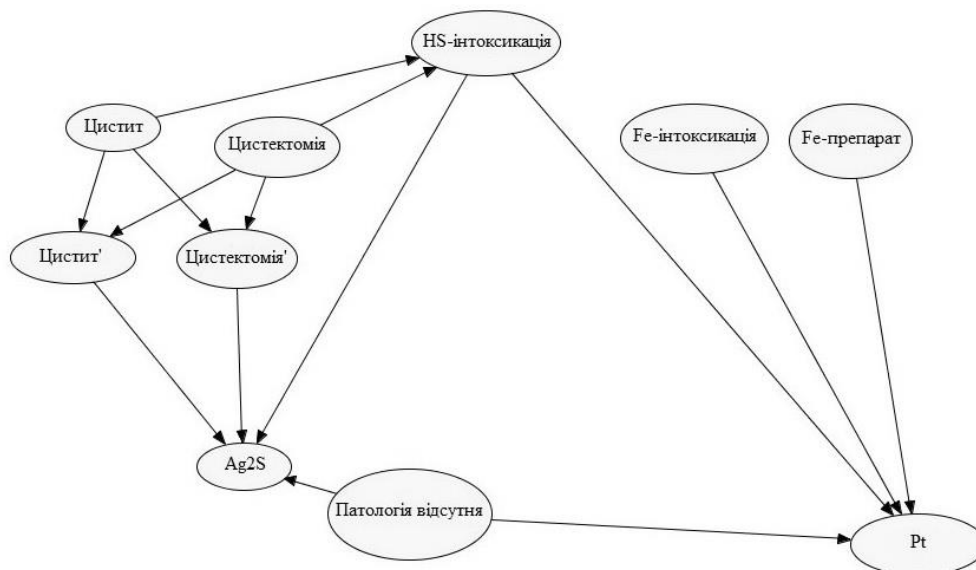 HS-інтоксикація
Цистит
Цистектомія
Fe-інтоксикація
Fe-препарат
Цистит'
Цистектомія'
Ag2S
Патологія відсутня
Pt